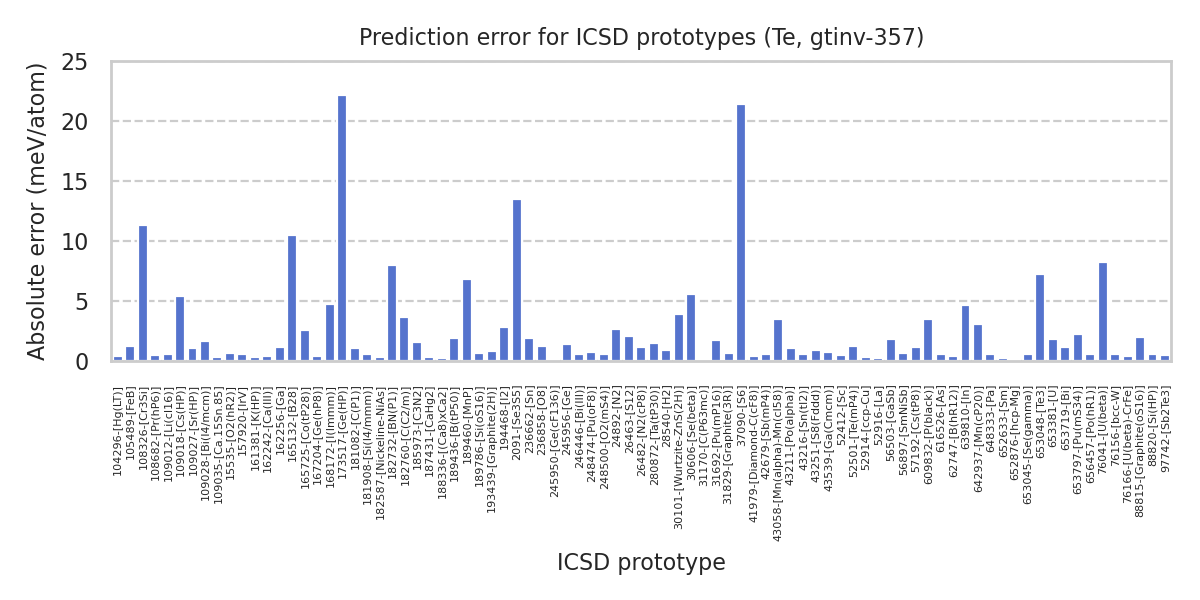 Prediction error for ICSD prototypes (Te, gtinv-357)
Absolute error (meV/atom)
25
20
15
10
5
0
104296-[Hg(LT)]
105489-[FeB]
108326-[Cr3Si]
108682-[Pr(hP6)]
109012-[Li(cI16)]
109018-[Cs(HP)]
109027-[Sr(HP)]
109028-[Bi(I4/mcm)]
109035-[Ca.15Sn.85]
15535-[O2(hR2)]
157920-[IrV]
161381-[K(HP)]
162242-[Ca(III)]
162256-[Ga]
165132-[B28]
165725-[Co(tP28)]
167204-[Ge(hP8)]
168172-[I(Immm)]
173517-[Ge(HP)]
181082-[C(P1)]
181908-[Si(I4/mmm)]
182587-[Nickeline-NiAs]
182732-[BN(P1)]
182760-[C(C2/m)]
185973-[C3N2]
187431-[CaHg2]
188336-[(Ca8)xCa2]
189436-[B(tP50)]
189460-[MnP]
189786-[Si(oS16)]
193439-[Graphite(2H)]
194468-[I2]
2091-[Se3S5]
236662-[Sn]
236858-[O8]
245950-[Ge(cF136)]
245956-[Ge]
246446-[Bi(III)]
248474-[Pu(oF8)]
248500-[O2(mS4)]
24892-[N2]
26463-[S12]
26482-[N2(cP8)]
280872-[Ta(tP30)]
28540-[H2]
30101-[Wurtzite-ZnS(2H)]
30606-[Se(beta)]
31170-[C(P63mc)]
31692-[Pu(mP16)]
31829-[Graphite(3R)]
37090-[S6]
41979-[Diamond-C(cF8)]
42679-[Sb(mP4)]
43058-[Mn(alpha)-Mn(cI58)]
43211-[Po(alpha)]
43216-[Sn(tI2)]
43251-[S8(Fddd)]
43539-[Ga(Cmcm)]
52412-[Sc]
52501-[Te(mP4)]
52914-[ccp-Cu]
52916-[La]
56503-[GaSb]
56897-[SmNiSb]
57192-[Cs(tP8)]
609832-[P(black)]
616526-[As]
62747-[B(hR12)]
639810-[In]
642937-[Mn(cP20)]
648333-[Pa]
652633-[Sm]
652876-[hcp-Mg]
653045-[Se(gamma)]
653048-[Te3]
653381-[U]
653719-[Bi]
653797-[Pu(mS34)]
656457-[Po(hR1)]
76041-[U(beta)]
76156-[bcc-W]
76166-[U(beta)-CrFe]
88815-[Graphite(oS16)]
88820-[Si(HP)]
97742-[Sb2Te3]
ICSD prototype